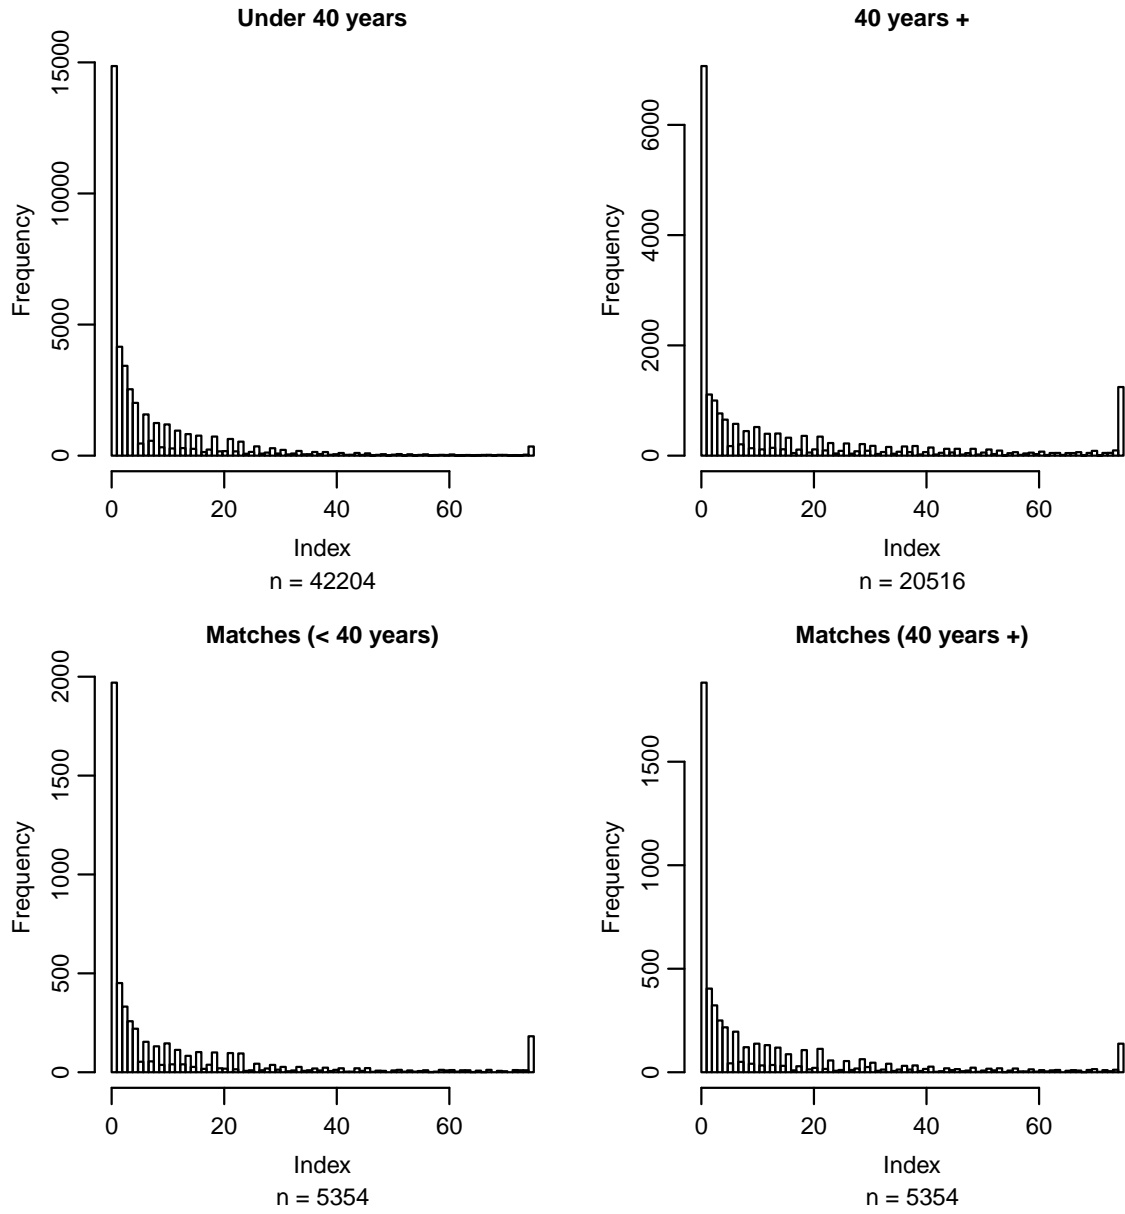 Under 40 years
Frequency
0
5000
10000
15000
0
20
40
60
Index
n = 42204
40 years +
Frequency
0
2000
4000
6000
0
20
40
60
Index
n = 20516
Matches (< 40 years)
Frequency
0
500
1000
1500
2000
0
20
40
60
Index
n = 5354
Matches (40 years +)
Frequency
0
500
1000
1500
0
20
40
60
Index
n = 5354